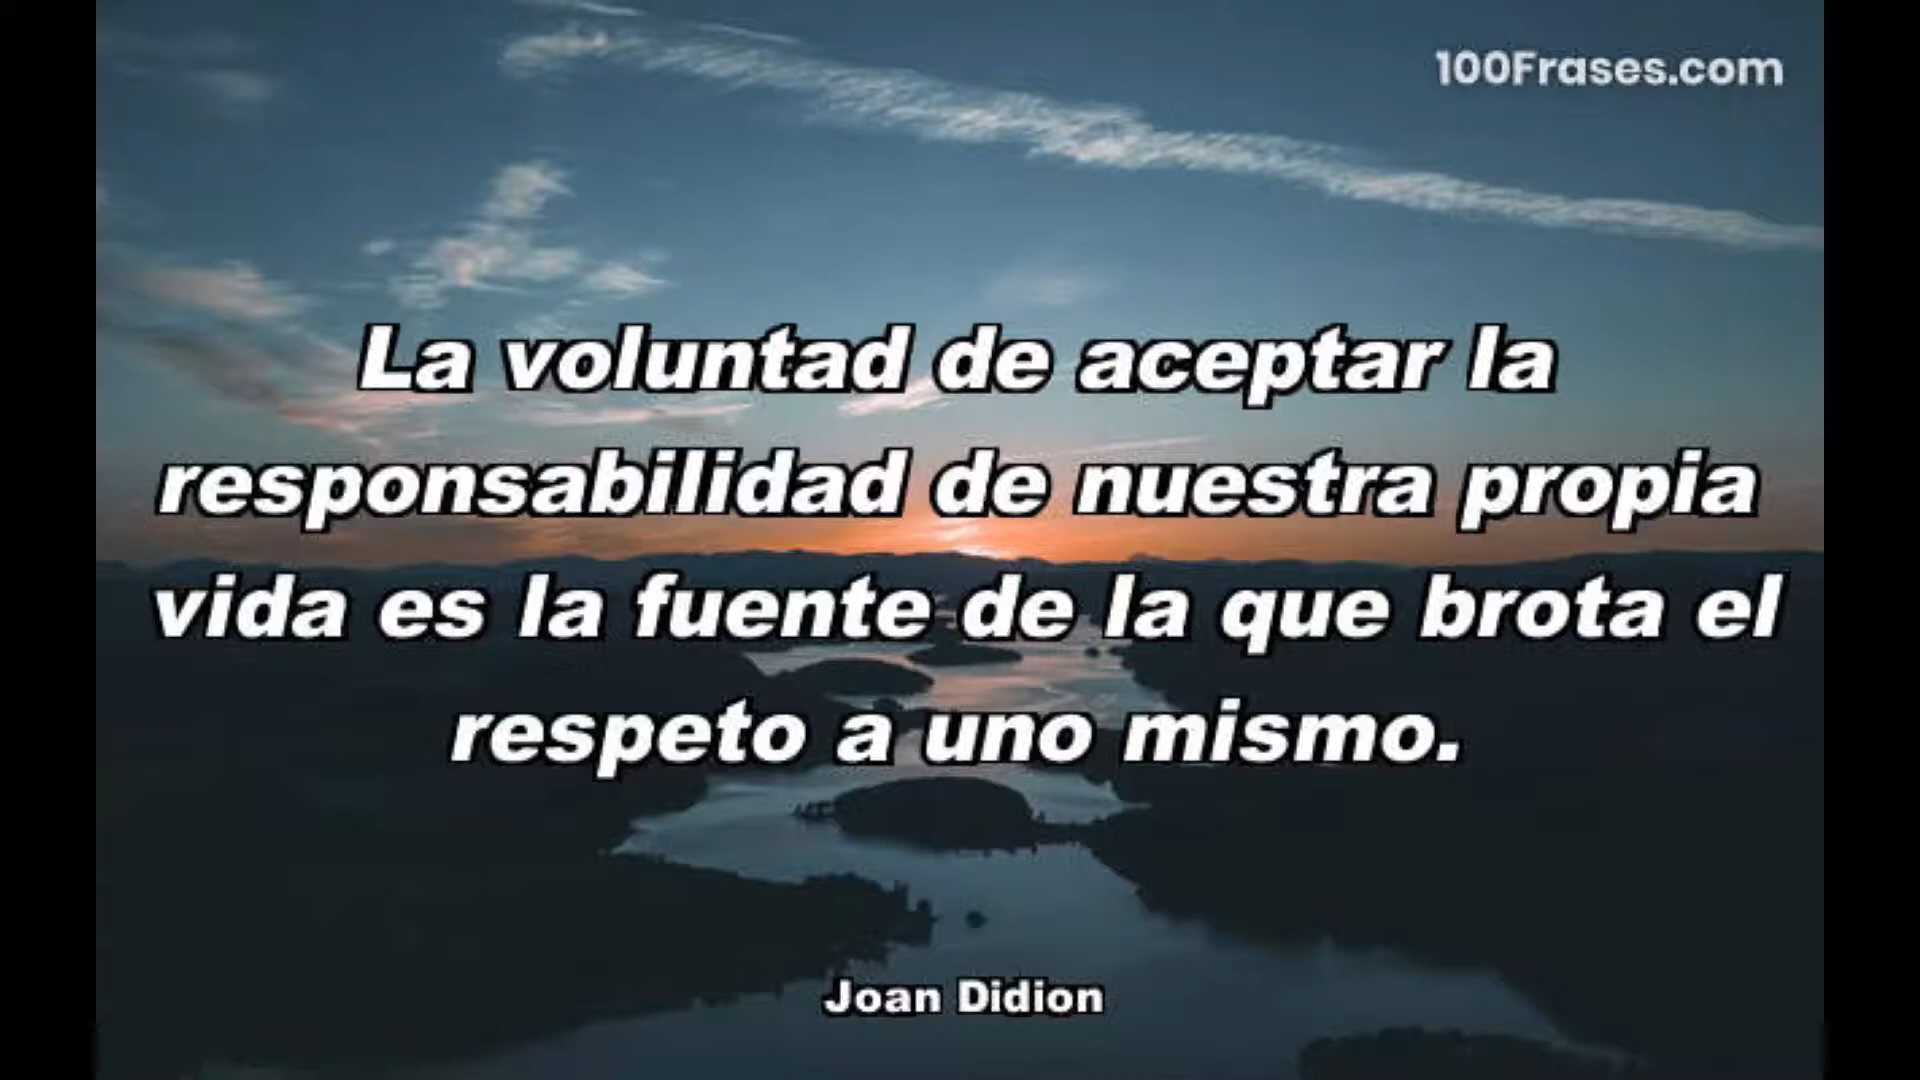 100Frases.com
La voluntad de aceptar la
responsabilidad de nuestra propia
vida es la fuente de la que brota el
respeto a uno mismo.
Joan Didion